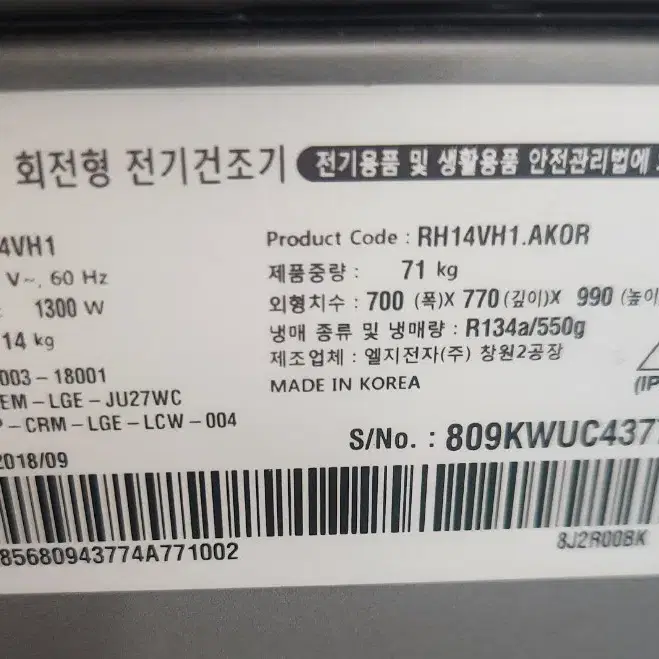 회전형 전기건조기 전기용품 및 생활용품 안전관리법에
4VH1
V~, 60 Hz
1300 W
14 kg
003-18001
EM-LGE-JU27WC
P-CRM-LGE-LCW-004
2018/09
Product Code : RH14VH1.AKOR
제품중량 : 71 kg
외형치수 : 700 (폭)X 770(깊이)X 990 (높이
냉매 종류 및 냉매량 : R134a/550g
제조업체 : 엘지전자(주) 창원2공장
MADE IN KOREA
(IP
S/No. : 809KWUC437
85680943774A771002
8J2R00BK